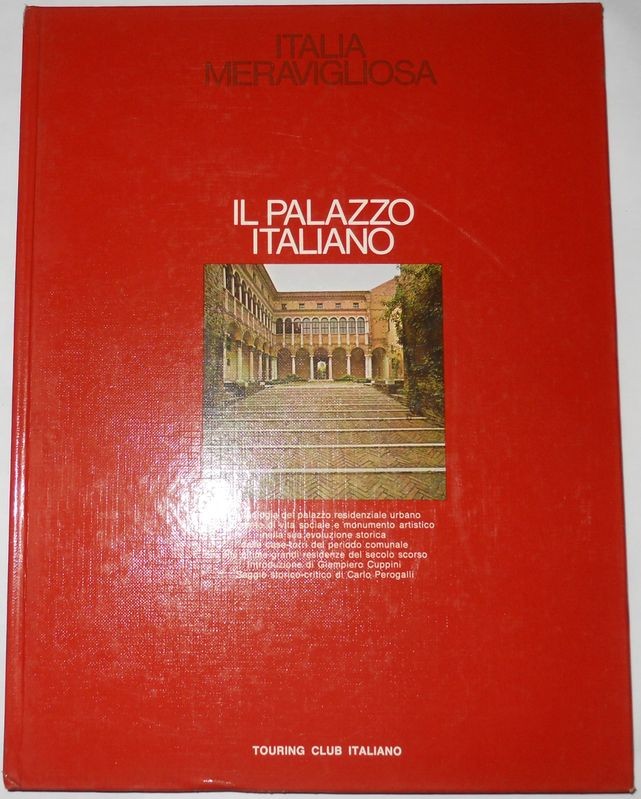 ITALIA
MERAVIGLIOSA
IL PALAZZO
ITALIANO
del palazzo residenziale urbano
di vita sociale e monumento artistico
nella sua evoluzione storica
case-torri del periodo comunale
grandi residenze del secolo scorso
Introduzione di Giampiero Cuppini
Saggio storico-critico di Carlo Perogalli
TOURING CLUB ITALIANO